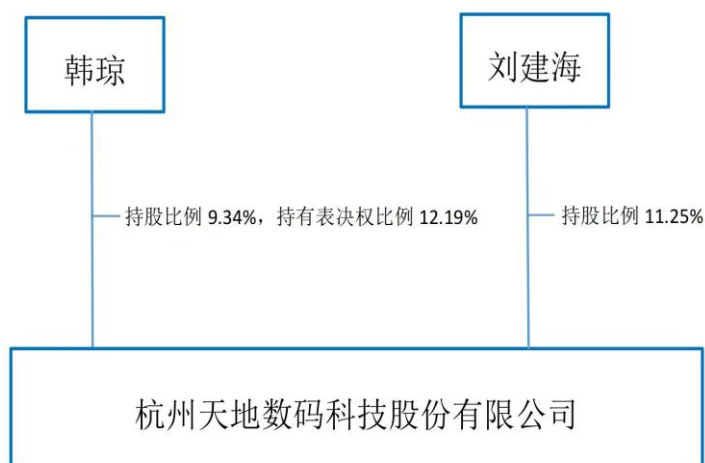 韩琼
刘建海
持股比例 9.34%，持有表决权比例 12.19%
持股比例 11.25%
杭州天地数码科技股份有限公司